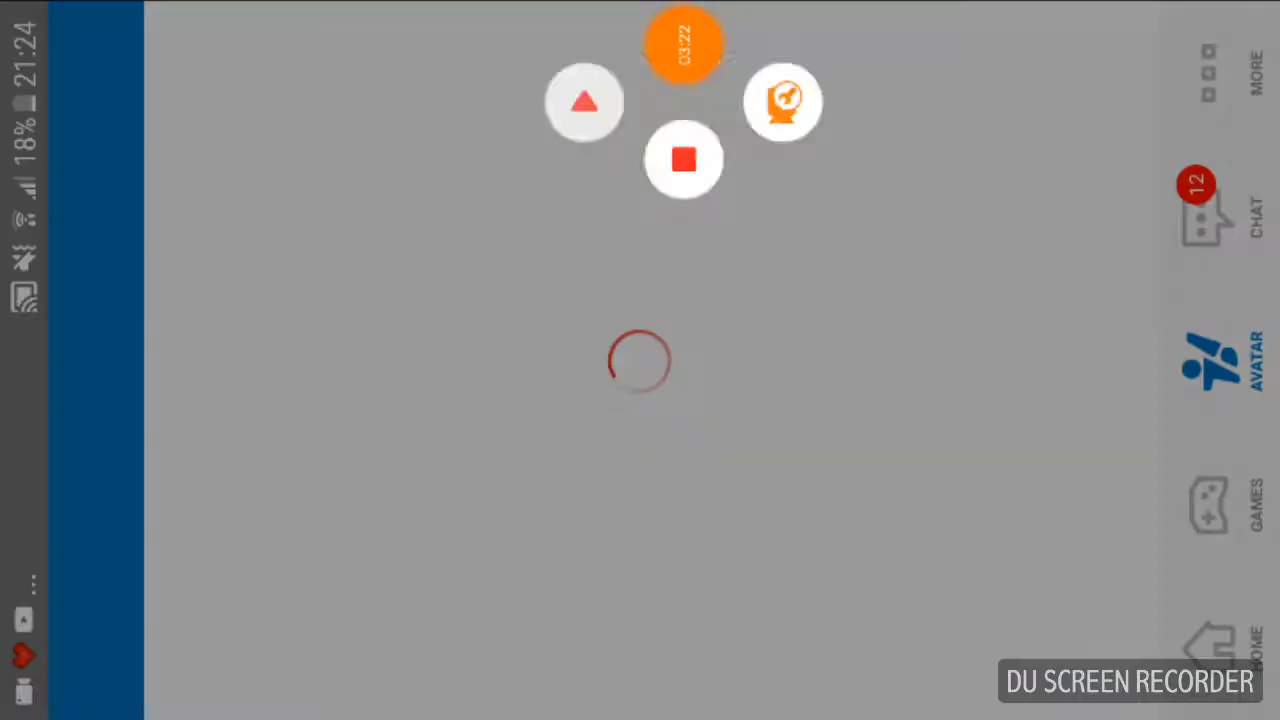 18% 21:24
03:22
12
HOME
GAMES
AVATAR
CHAT
MORE
DU SCREEN RECORDER